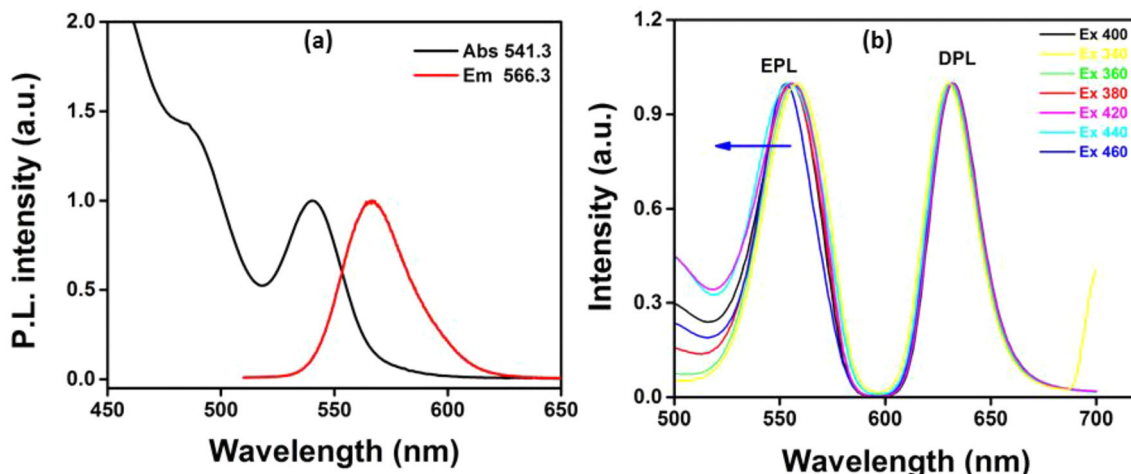 (a)
Abs 541.3
Em 566.3
P.L. intensity (a.u.)
2.0
1.5
1.0
0.5
0.0
450 500 550 600 650
Wavelength (nm)
(b)
EPL DPL
Ex 400
Ex 340
Ex 360
Ex 380
Ex 420
Ex 440
Ex 460
Intensity (a.u.)
1.2
0.9
0.6
0.3
0.0
500 550 600 650 700
Wavelength (nm)